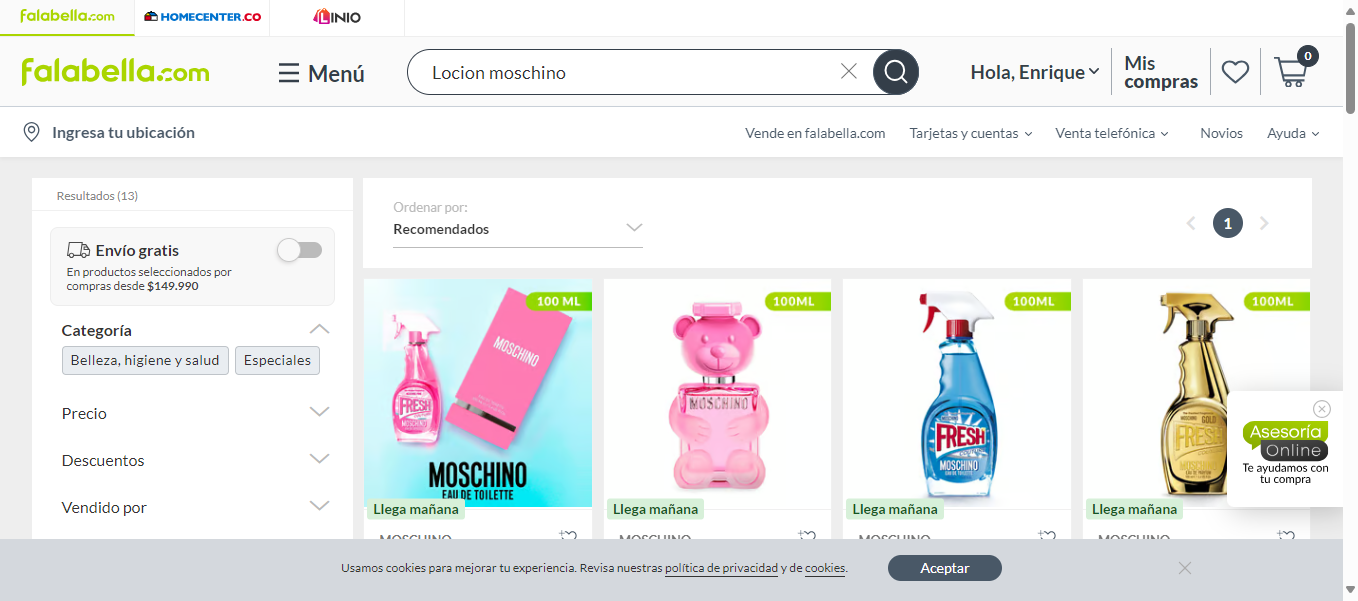 falabella.com
HOMECENTER.CO
LINIO
falabella.com
Menú
Locion moschino
Hola, Enrique
Mis
compras
0
Ingresa tu ubicación
Vende en falabella.com
Tarjetas y cuentas
Venta telefónica
Novios
Ayuda
Resultados (13)
Envío gratis
En productos seleccionados por
compras desde $149.990
Categoría
Belleza, higiene y salud
Especiales
Precio
Descuentos
Vendido por
Ordenar por:
Recomendados
1
100 ML
MOSCHINO
FRESH
MOSCHINO
MOSCHINO
EAU DE TOILETTE
Llega mañana
MOSCHINO
100ML
MOSCHINO
Llega mañana
MOSCHINO
100ML
FRESH
MOSCHINO
Llega mañana
MOSCHINO
100ML
GOLD
FRESH
MOSCHINO
Llega mañana
MOSCHINO
Asesoría
Online
Te ayudamos con
tu compra
Usamos cookies para mejorar tu experiencia. Revisa nuestras política de privacidad y de cookies.
Aceptar